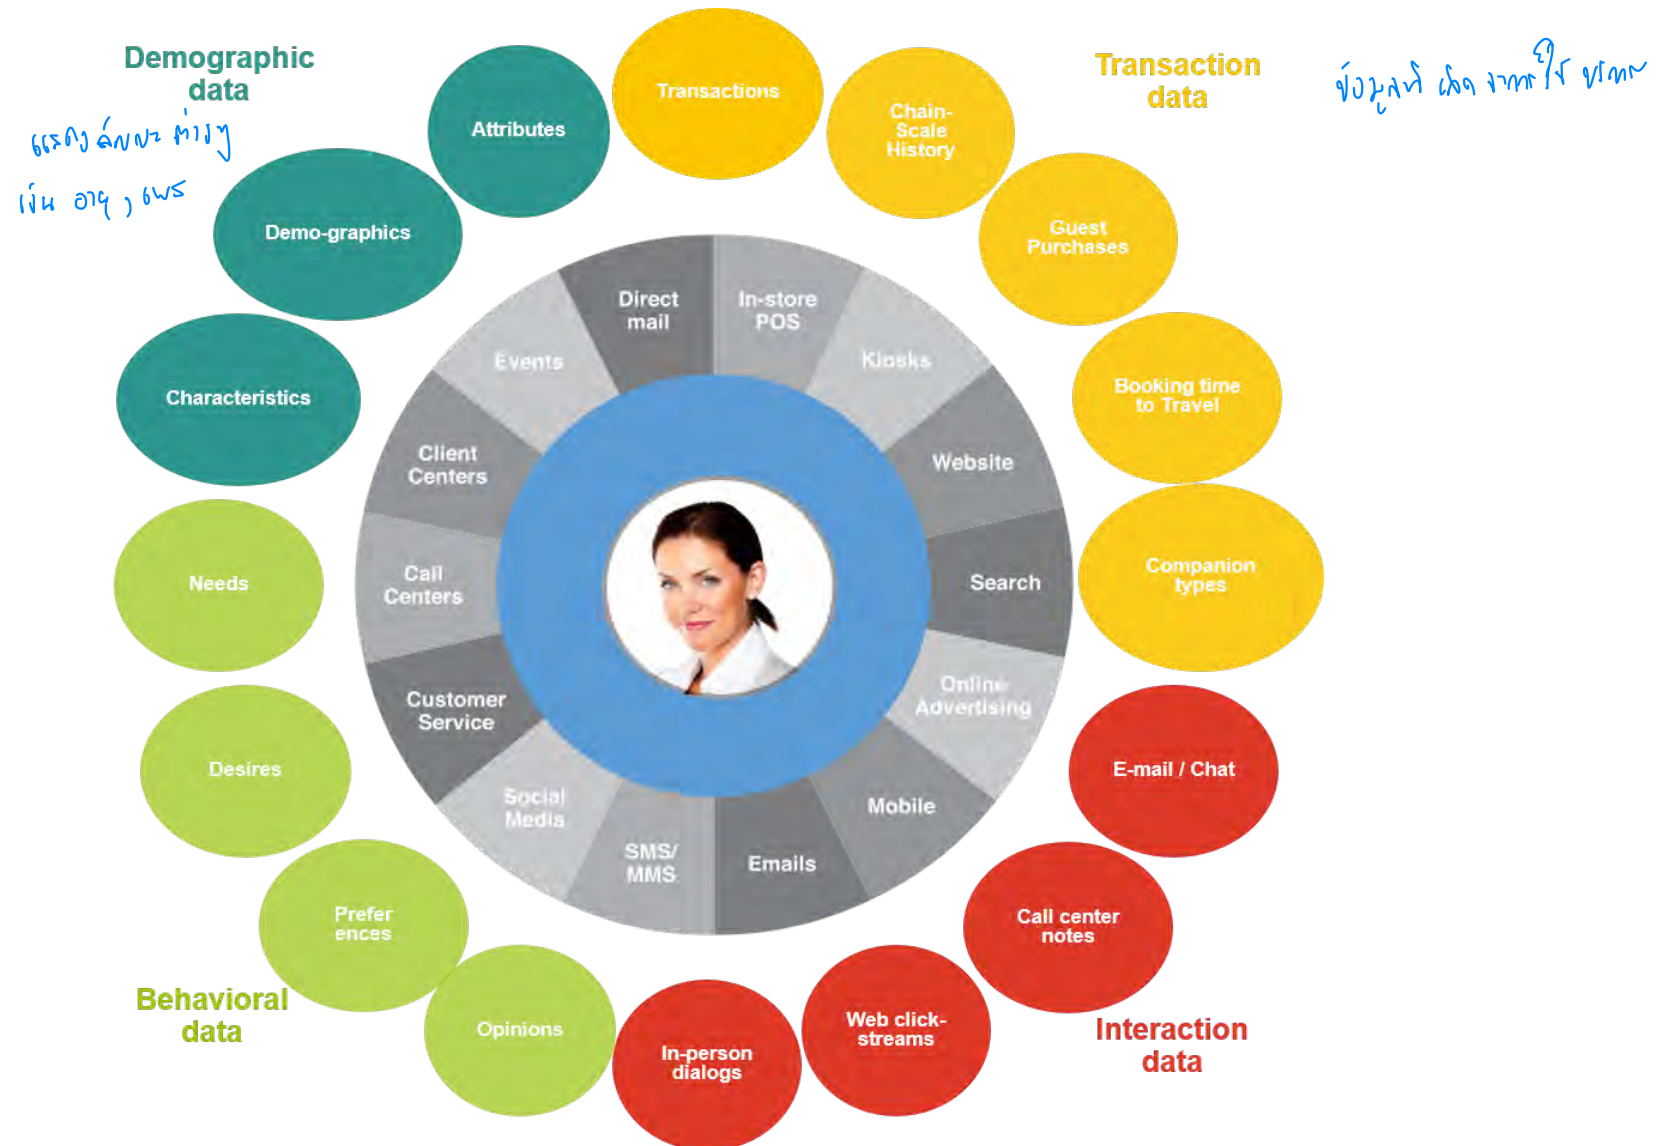 Demographic
data
แสดงลักษณะต่างๆ
เช่น อายุ, เพศ
Transaction
data
ข้อมูลที่ เกิด จากการใช้ บริการ
Attributes
Transactions
Chain-
Scale
History
Guest
Purchases
Booking time
to Travel
Companion
types
E-mail / Chat
Call center
notes
Web click-
streams
In-person
dialogs
Opinions
Prefer
ences
Desires
Needs
Characteristics
Demo-graphics
Direct
mail
In-store
POS
Kiosks
Website
Search
Online
Advertising
Mobile
Emails
SMS/
MMS
Social
Media
Customer
Service
Call
Centers
Client
Centers
Events
Behavioral
data
Interaction
data